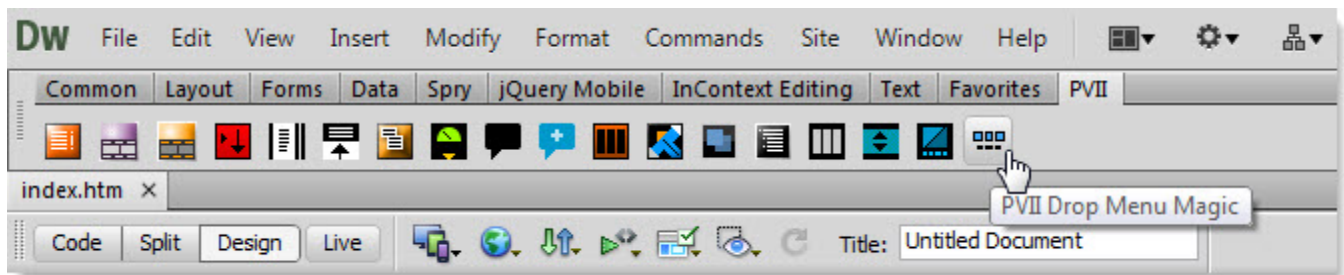 DW File Edit View Insert Modify Format Commands Site Window Help
Common Layout Forms Data Spry jQuery Mobile InContext Editing Text Favorites PVII
index.htm ×
PVII Drop Menu Magic
Code Split Design Live Title: Untitled Document